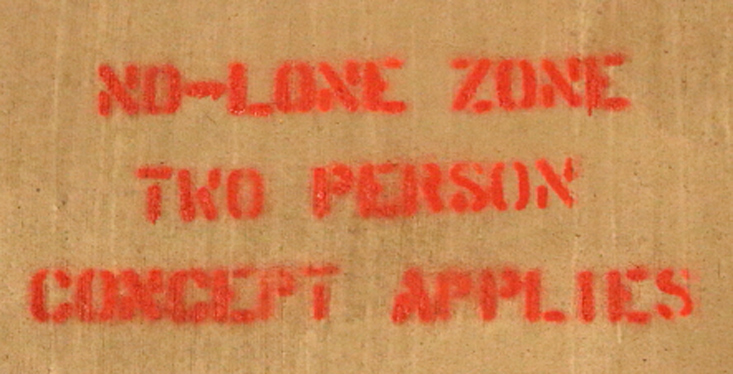 NO-LONE ZONE
TWO PERSON
CONCEPT APPLIES